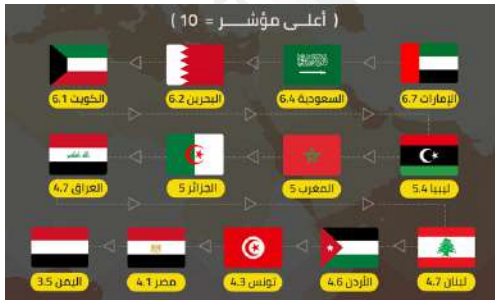 ( أعلــى مؤشـــــر = 10 )
الإمارات 6.7
السعودية 6.4
البحرين 6.2
الكويت 6.1
ليبيا 5.4
المغرب 5
الجزائر 5
العراق 4.7
لبنان 4.7
الأردن 4.6
تونس 4.3
مصر 4.1
اليمن 3.5